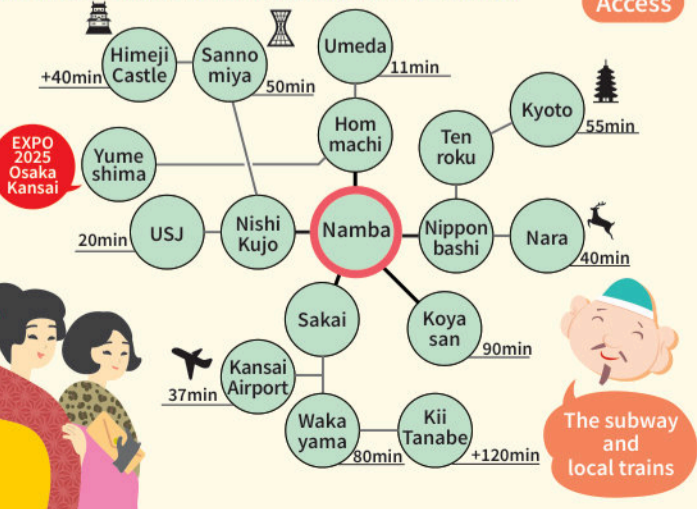 Access
Himeji
Castle
+40min
Sanno
miya
50min
Umeda
11min
Hom
machi
Ten
roku
Kyoto
55min
EXPO
2025
Osaka
Kansai
Yume
shima
USJ
20min
Nishi
Kujo
Namba
Nippon
bashi
Nara
40min
Sakai
Koya
san
90min
Kansai
Airport
37min
Waka
yama
80min
Kii
Tanabe
+120min
The subway
and
local trains